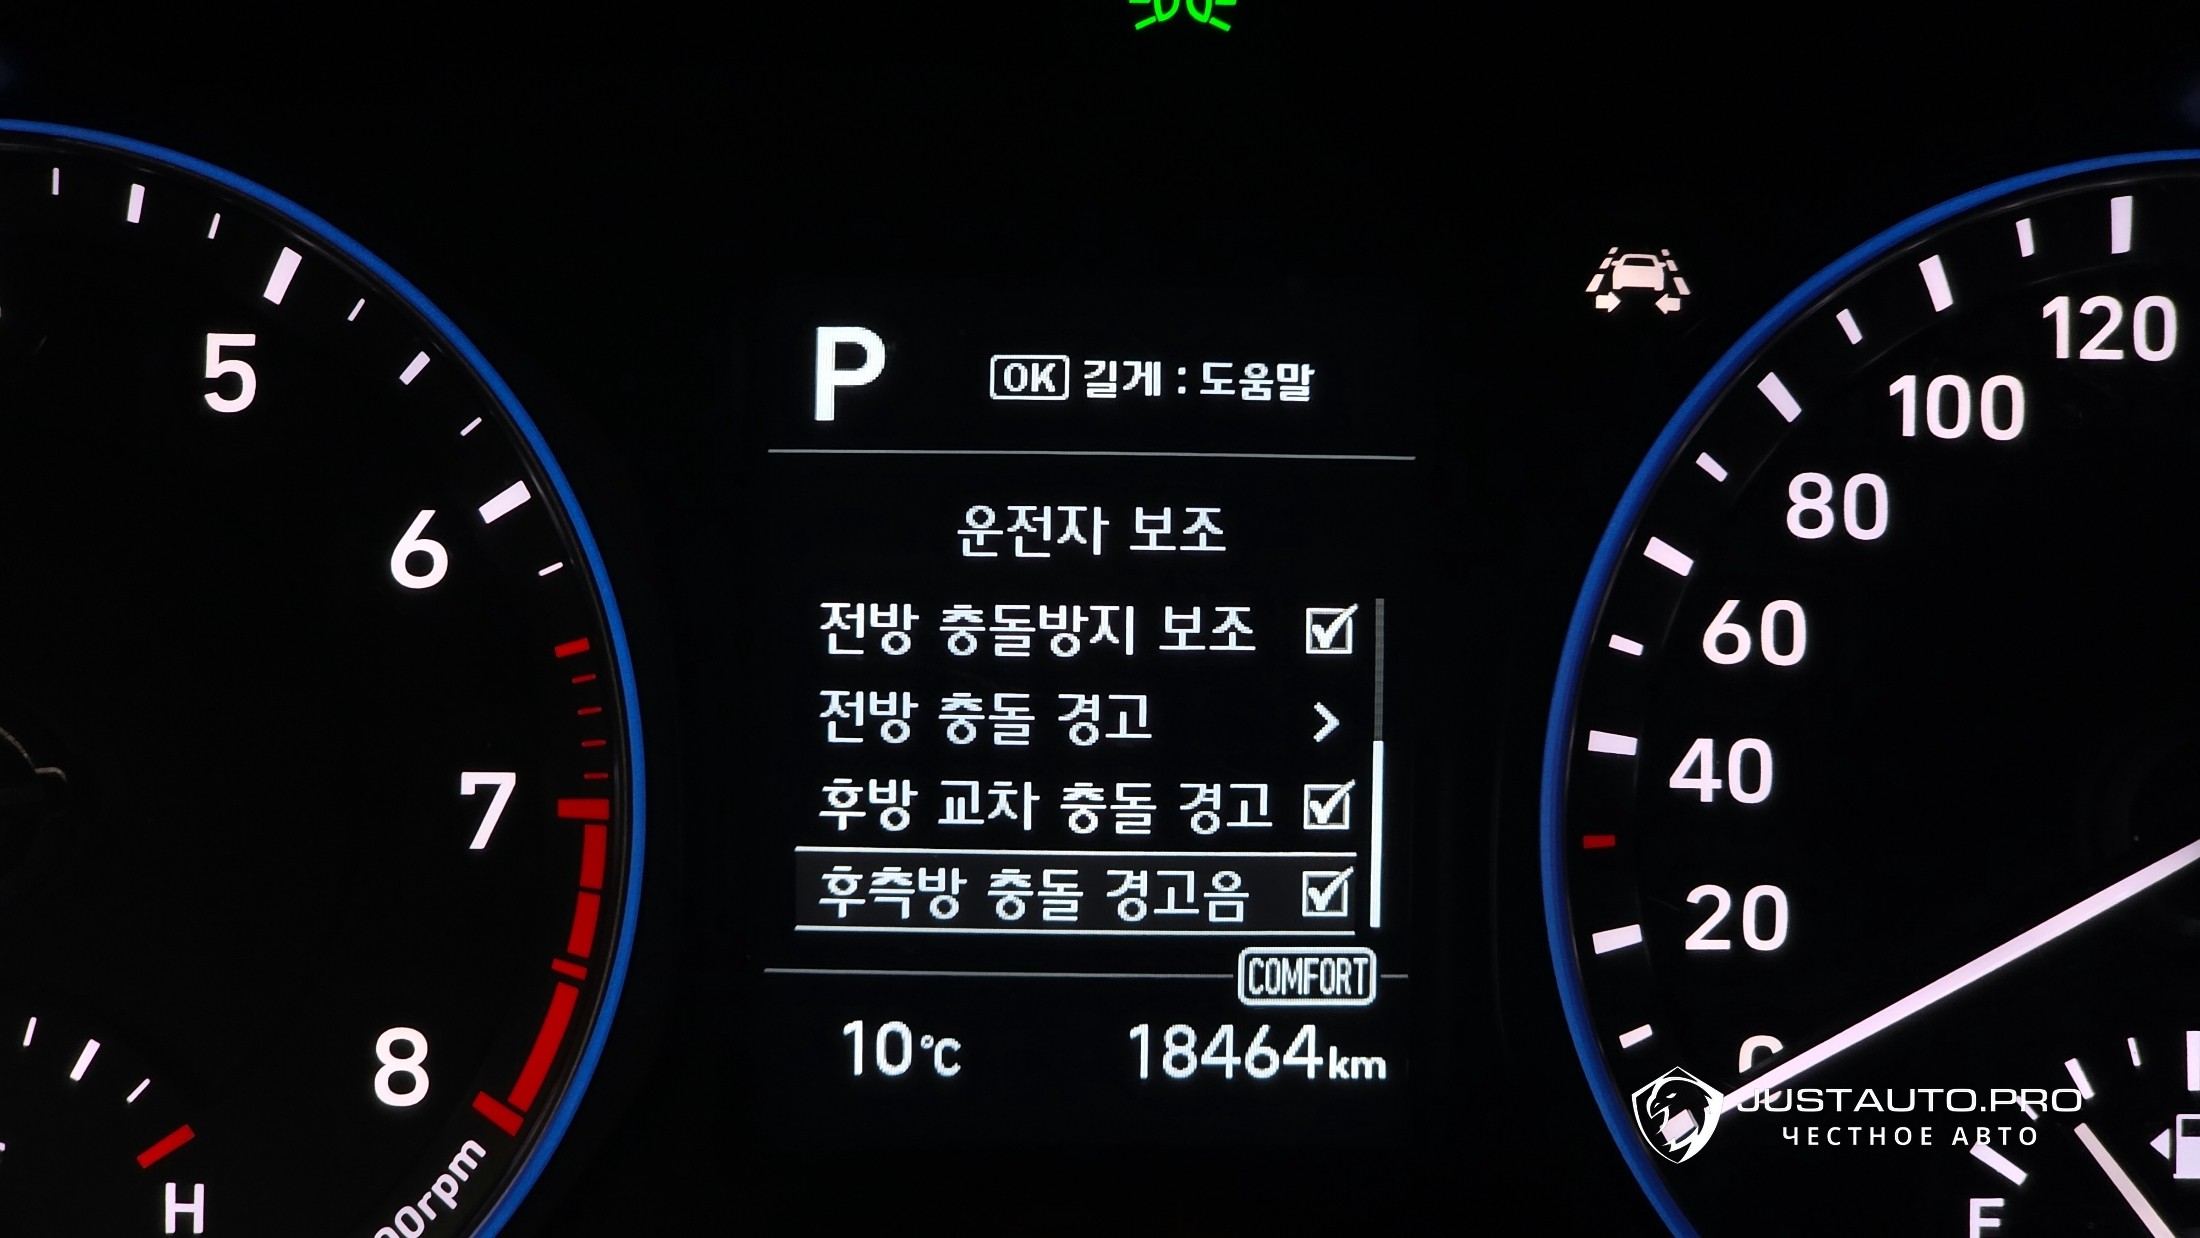 5
6
7
8
00rpm
H
P
OK 길게 : 도움말
운전자 보조
전방 충돌방지 보조
전방 충돌 경고
후방 교차 충돌 경고
후측방 충돌 경고음
COMFORT
10℃ 18464km
120
100
80
60
40
20
0
JUSTAUTO.PRO
ЧЕСТНОЕ АВТО